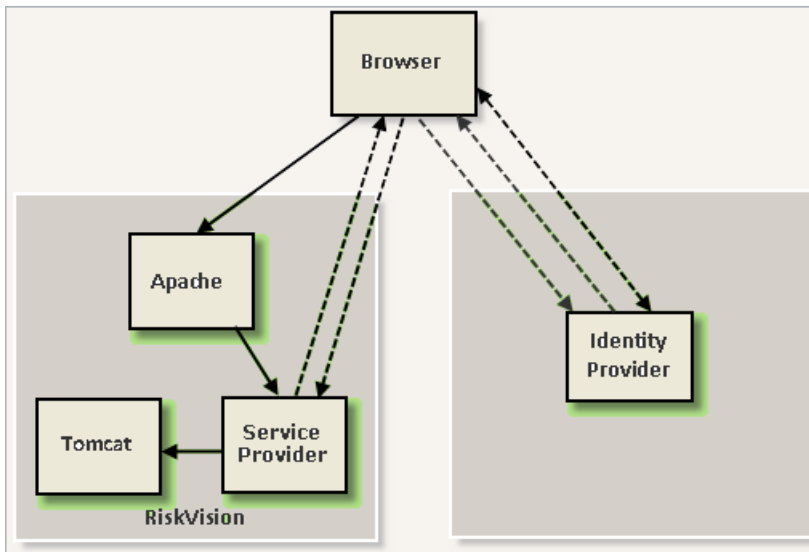 Browser
Apache
Identity
Provider
Tomcat
Service
Provider
RiskVision